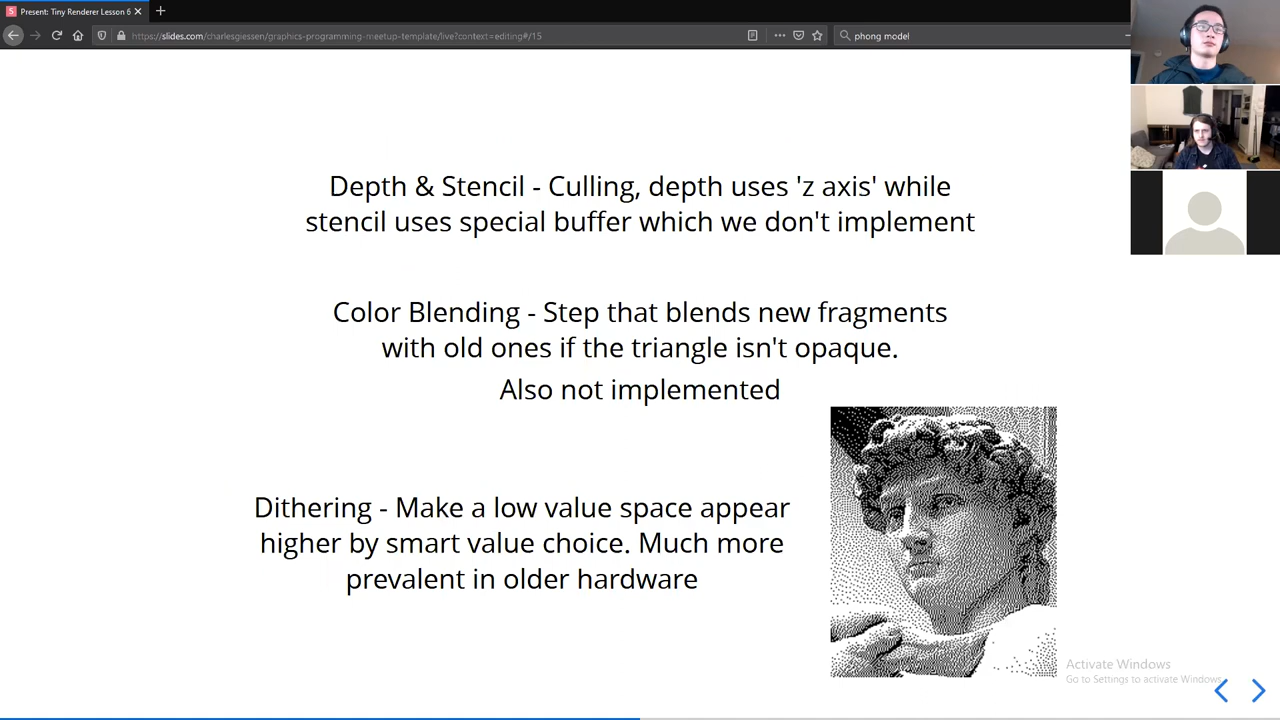 Present: Tiny Renderer Lesson 6
https://slides.com/charlesgiessen/graphics-programming-meetup-template/live?context=editing#/15
phong model
Depth & Stencil - Culling, depth uses 'z axis' while
stencil uses special buffer which we don't implement
Color Blending - Step that blends new fragments
with old ones if the triangle isn't opaque.
Also not implemented
Dithering - Make a low value space appear
higher by smart value choice. Much more
prevalent in older hardware
Activate Windows
Go to Settings to activate Windows.